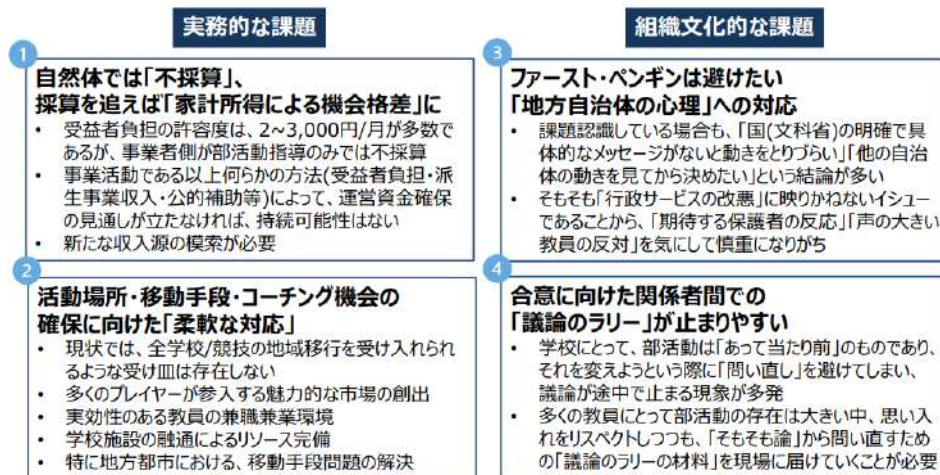 実務的な課題
1
自然体では「不採算」、
採算を追えば「家計所得による機会格差」に
• 受益者負担の許容度は、2~3,000円/月が多数で
あるが、事業者側が部活動指導のみでは不採算
• 事業活動である以上何らかの方法(受益者負担・派
生事業収入・公的補助等)によって、運営資金確保
の見通しが立たなければ、持続可能性はない
• 新たな収入源の模索が必要
2
活動場所・移動手段・コーチング機会の
確保に向けた「柔軟な対応」
• 現状では、全学校/競技の地域移行を受け入れられ
るような受け皿は存在しない
• 多くのプレイヤーが参入する魅力的な市場の創出
• 実効性のある教員の兼職兼業環境
• 学校施設の融通によるリソース完備
• 特に地方都市における、移動手段問題の解決
組織文化的な課題
3
ファースト・ペンギンは避けたい
「地方自治体の心理」への対応
• 課題認識している場合も、「国(文科省)の明確で具
体的なメッセージがないと動きをとりづらい」「他の自治
体の動きを見てから決めたい」という結論が多い
• そもそも「行政サービスの改悪」に映りかねないイシュー
であることから、「期待する保護者の反応」「声の大きい
教員の反対」を気にして慎重になりがち
4
合意に向けた関係者間での
「議論のラリー」が止まりやすい
• 学校にとって、部活動は「あって当たり前」のものであり、
それを変えようという際に「問い直し」を避けてしまい、
議論が途中で止まる現象が多発
• 多くの教員にとって部活動の存在は大きい中、思い入
れをリスペクトしつつも、「そもそも論」から問い直すため
の「議論のラリーの材料」を現場に届けていくことが必要